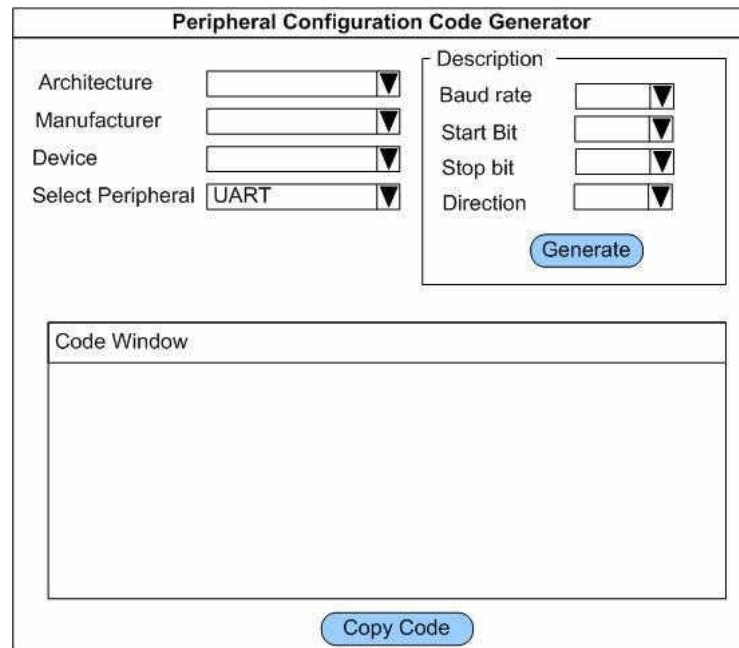 Peripheral Configuration Code Generator
Architecture
Manufacturer
Device
Select Peripheral UART
Description
Baud rate
Start Bit
Stop bit
Direction
Generate
Code Window
Copy Code